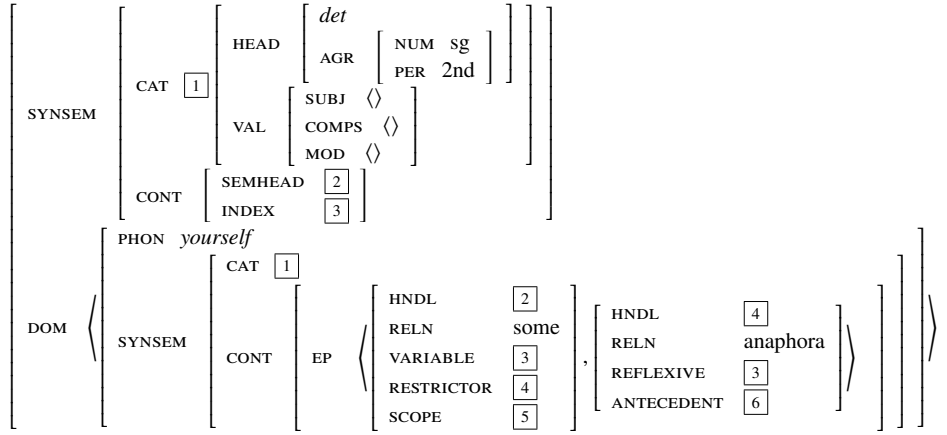 det
HEAD NUM sg
AGR PER 2nd
CAT 1
SUBJ ⟨⟩
SYNSEM VAL COMPS ⟨⟩
MOD ⟨⟩
SEMHEAD 2
CONT INDEX 3
PHON yourself
CAT 1
HNDL 2 HNDL 4
RELN some RELN anaphora
DOM ⟨ SYNSEM CONT EP ⟨ VARIABLE 3 , REFLEXIVE 3 ⟩ ⟩
RESTRICTOR 4 ANTECEDENT 6
SCOPE 5